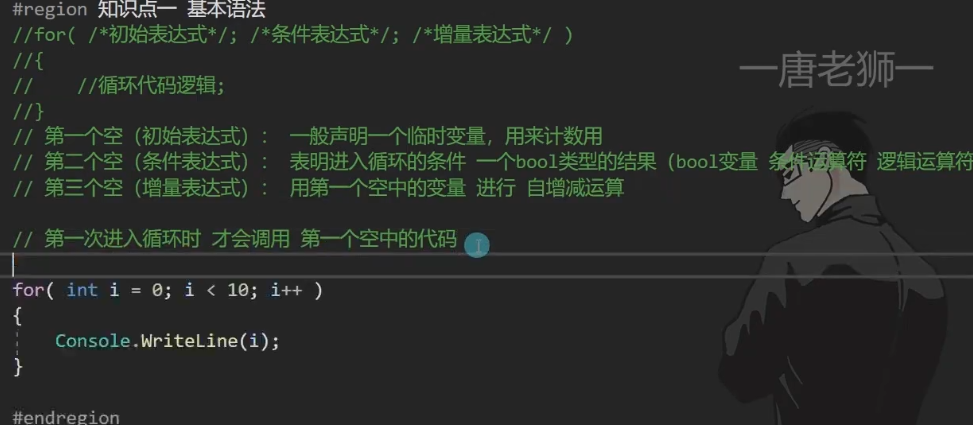 #region 知识点一 基本语法
//for( /*初始表达式*/; /*条件表达式*/; /*增量表达式*/ )
//{
//    //循环代码逻辑;
//}
一唐老狮一
// 第一个空（初始表达式）： 一般声明一个临时变量，用来计数用
// 第二个空（条件表达式）： 表明进入循环的条件 一个bool类型的结果（bool变量 条件运算符 逻辑运算符
// 第三个空（增量表达式）： 用第一个空中的变量 进行 自增减运算
// 第一次进入循环时 才会调用 第一个空中的代码
for( int i = 0; i < 10; i++ )
{
    Console.WriteLine(i);
}
#endregion